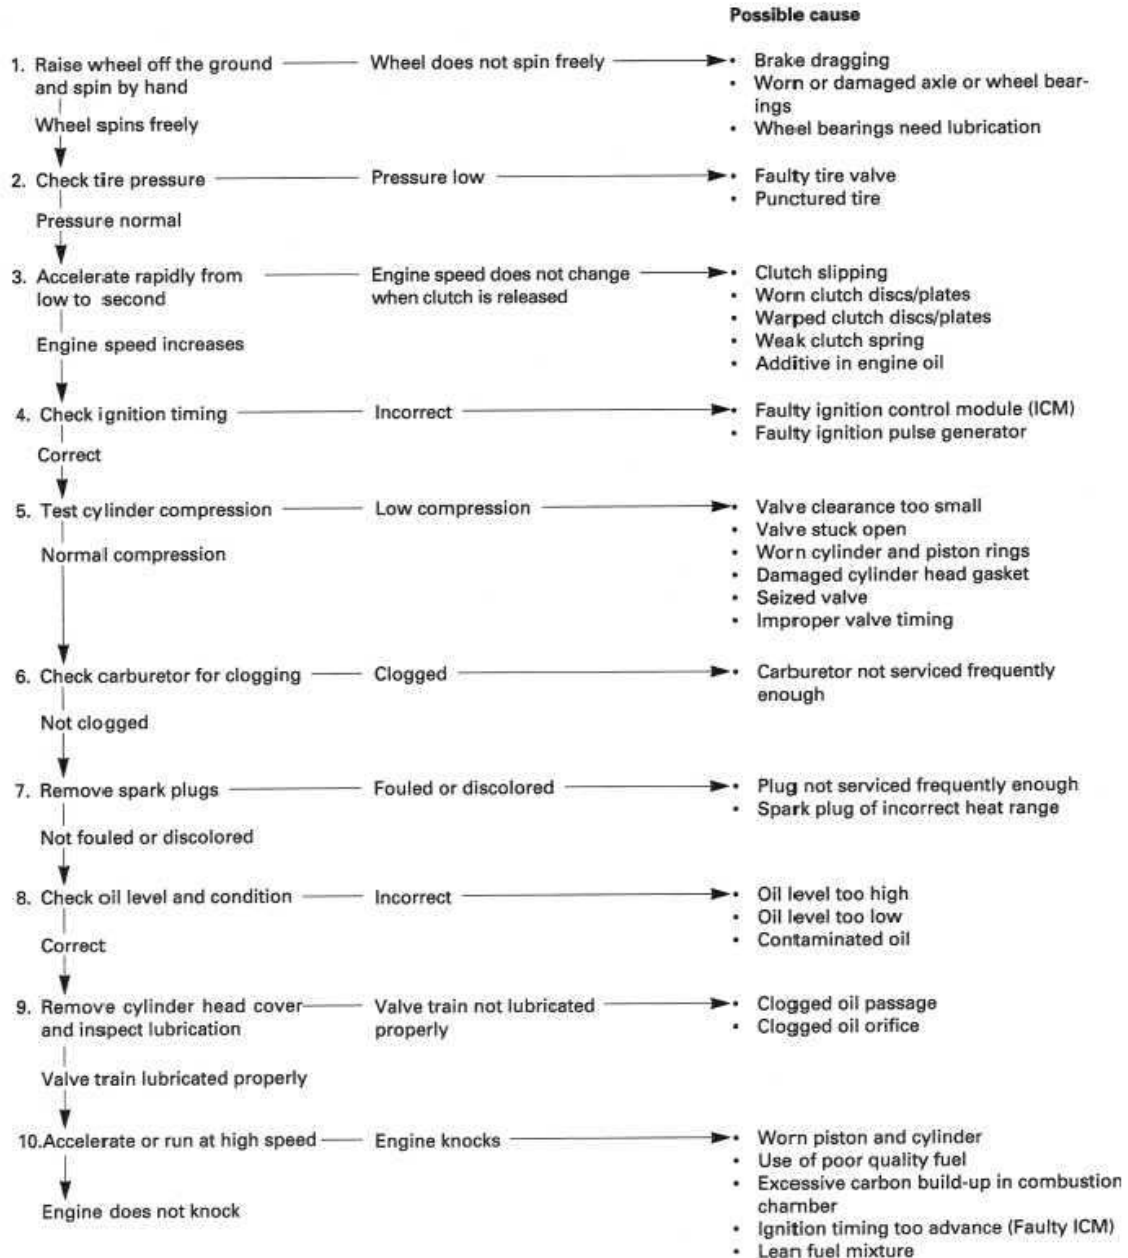 Possible cause
1. Raise wheel off the ground and spin by hand
Wheel does not spin freely
• Brake dragging
• Worn or damaged axle or wheel bear-
ings
• Wheel bearings need lubrication
Wheel spins freely
2. Check tire pressure
Pressure low
• Faulty tire valve
• Punctured tire
Pressure normal
3. Accelerate rapidly from
low to second
Engine speed does not change
when clutch is released
• Clutch slipping
• Worn clutch discs/plates
• Warped clutch discs/plates
• Weak clutch spring
• Additive in engine oil
Engine speed increases
4. Check ignition timing
Incorrect
• Faulty ignition control module (ICM)
• Faulty ignition pulse generator
Correct
5. Test cylinder compression
Low compression
• Valve clearance too small
• Valve stuck open
• Worn cylinder and piston rings
• Damaged cylinder head gasket
• Seized valve
• Improper valve timing
Normal compression
6. Check carburetor for clogging
Clogged
• Carburetor not serviced frequently
enough
Not clogged
7. Remove spark plugs
Fouled or discolored
• Plug not serviced frequently enough
• Spark plug of incorrect heat range
Not fouled or discolored
8. Check oil level and condition
Incorrect
• Oil level too high
• Oil level too low
• Contaminated oil
Correct
9. Remove cylinder head cover
and inspect lubrication
Valve train not lubricated
properly
• Clogged oil passage
• Clogged oil orifice
Valve train lubricated properly
10.Accelerate or run at high speed
Engine knocks
• Worn piston and cylinder
• Use of poor quality fuel
• Excessive carbon build-up in combustion
chamber
• Ignition timing too advance (Faulty ICM)
• Lean fuel mixture
Engine does not knock